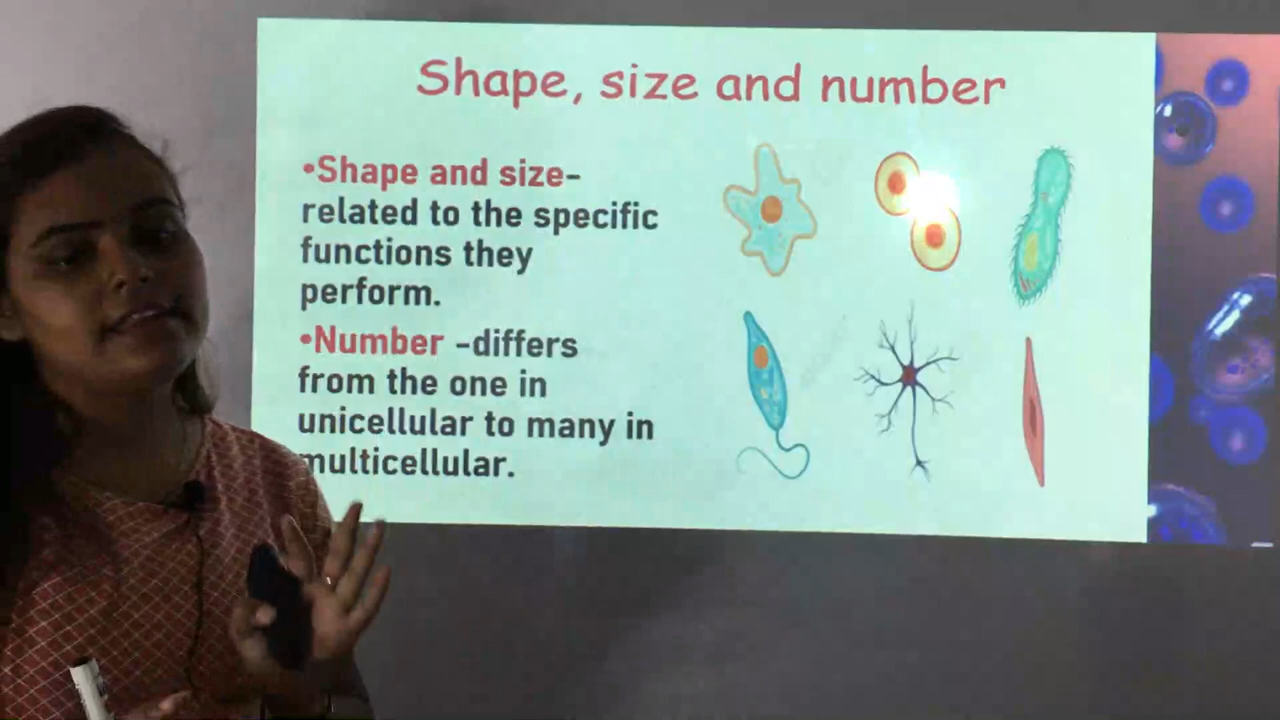 Shape, size and number
•Shape and size-
related to the specific
functions they
perform.
•Number -differs
from the one in
unicellular to many in
multicellular.